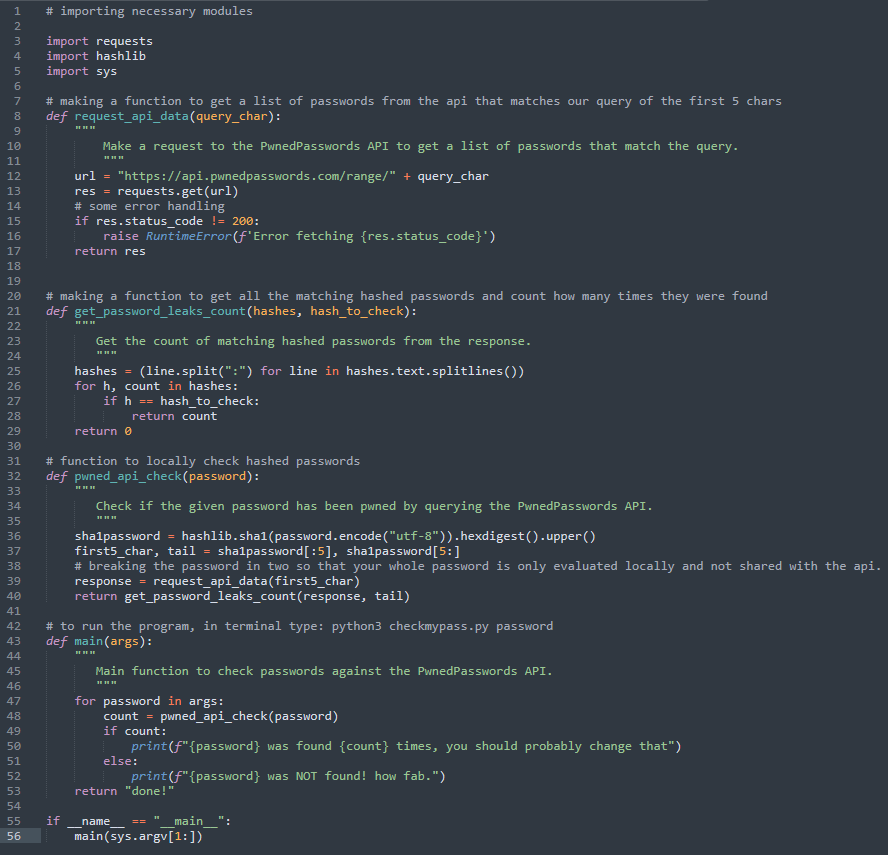 1 # importing necessary modules
2
3 import requests
4 import hashlib
5 import sys
6
7 # making a function to get a list of passwords from the api that matches our query of the first 5 chars
8 def request_api_data(query_char):
9     """
10         Make a request to the PwnedPasswords API to get a list of passwords that match the query.
11         """
12     url = "https://api.pwnedpasswords.com/range/" + query_char
13     res = requests.get(url)
14     # some error handling
15     if res.status_code != 200:
16         raise RuntimeError(f'Error fetching {res.status_code}')
17     return res
18
19
20 # making a function to get all the matching hashed passwords and count how many times they were found
21 def get_password_leaks_count(hashes, hash_to_check):
22     """
23        Get the count of matching hashed passwords from the response.
24        """
25     hashes = (line.split(":") for line in hashes.text.splitlines())
26     for h, count in hashes:
27         if h == hash_to_check:
28             return count
29     return 0
30
31 # function to locally check hashed passwords
32 def pwned_api_check(password):
33     """
34        Check if the given password has been pwned by querying the PwnedPasswords API.
35        """
36     sha1password = hashlib.sha1(password.encode("utf-8")).hexdigest().upper()
37     first5_char, tail = sha1password[:5], sha1password[5:]
38     # breaking the password in two so that your whole password is only evaluated locally and not shared with the api.
39     response = request_api_data(first5_char)
40     return get_password_leaks_count(response, tail)
41
42 # to run the program, in terminal type: python3 checkmypass.py password
43 def main(args):
44     """
45        Main function to check passwords against the PwnedPasswords API.
46        """
47     for password in args:
48         count = pwned_api_check(password)
49         if count:
50             print(f"{password} was found {count} times, you should probably change that")
51         else:
52             print(f"{password} was NOT found! how fab.")
53     return "done!"
54
55 if __name__ == "__main__":
56     main(sys.argv[1:])